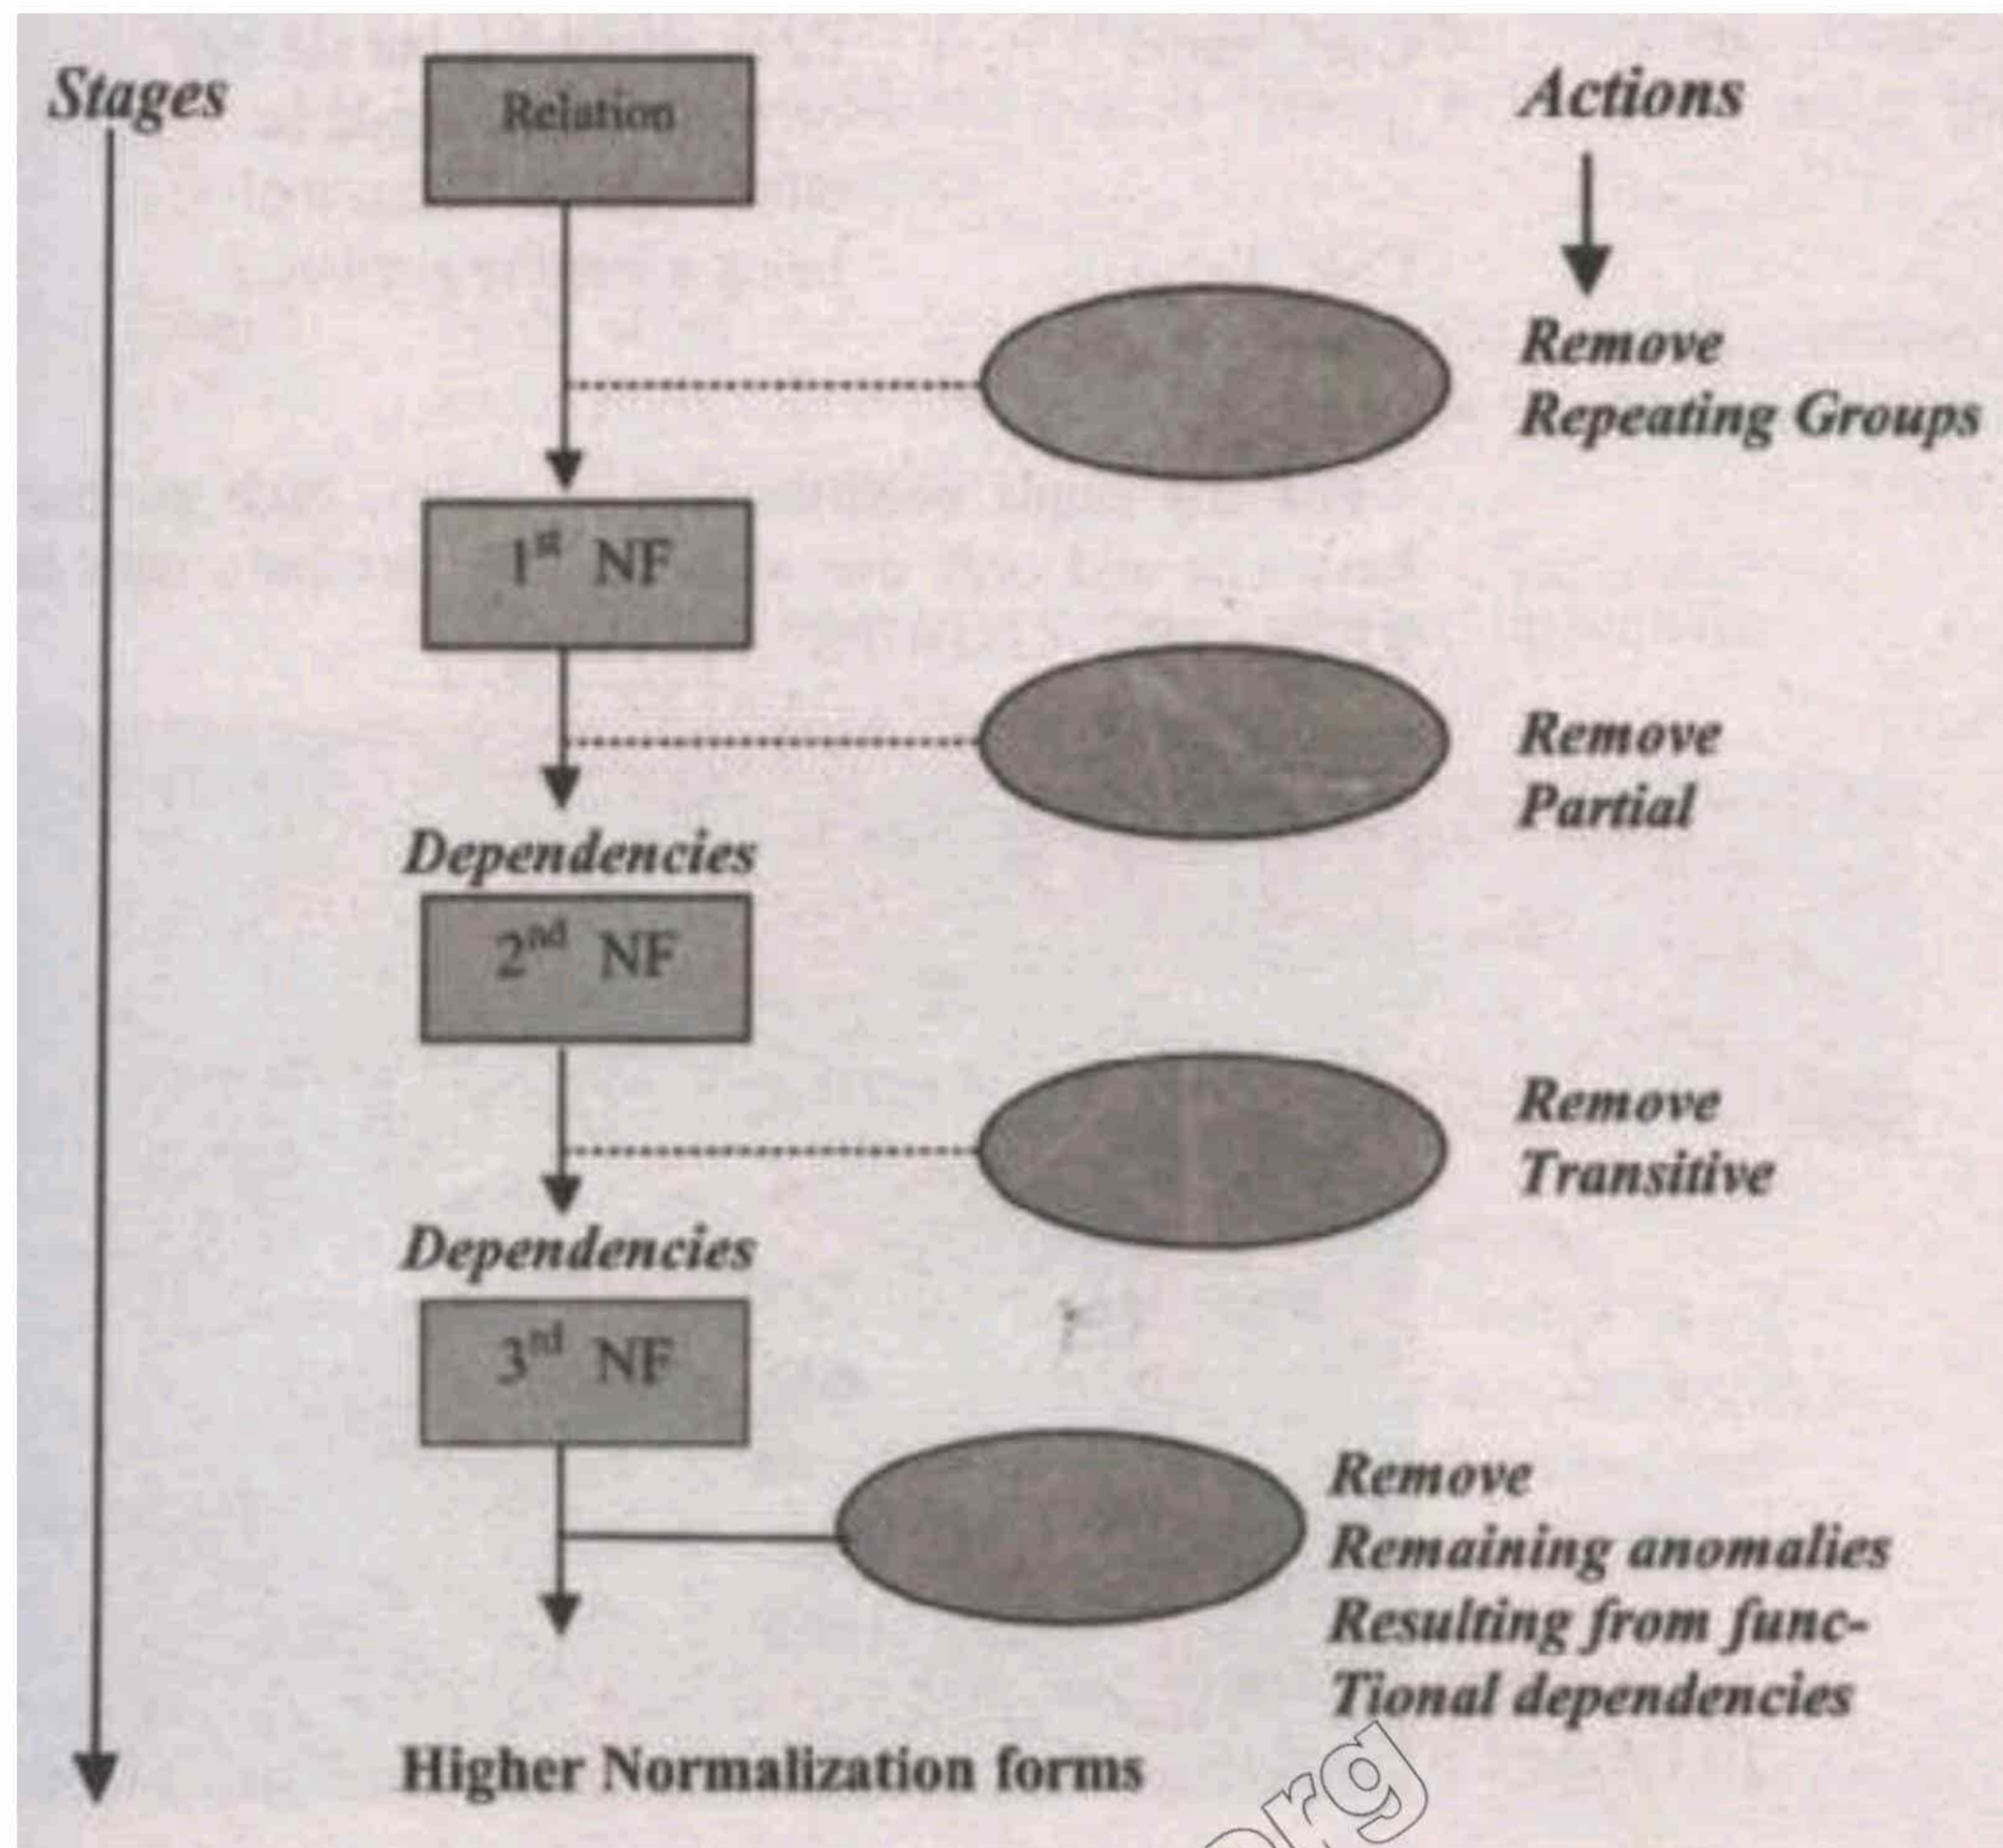 Stages
Relation
Actions
Remove
Repeating Groups
1st NF
Remove
Partial
Dependencies
2nd NF
Remove
Transitive
Dependencies
3rd NF
Remove
Remaining anomalies
Resulting from func-
Tional dependencies
Higher Normalization forms